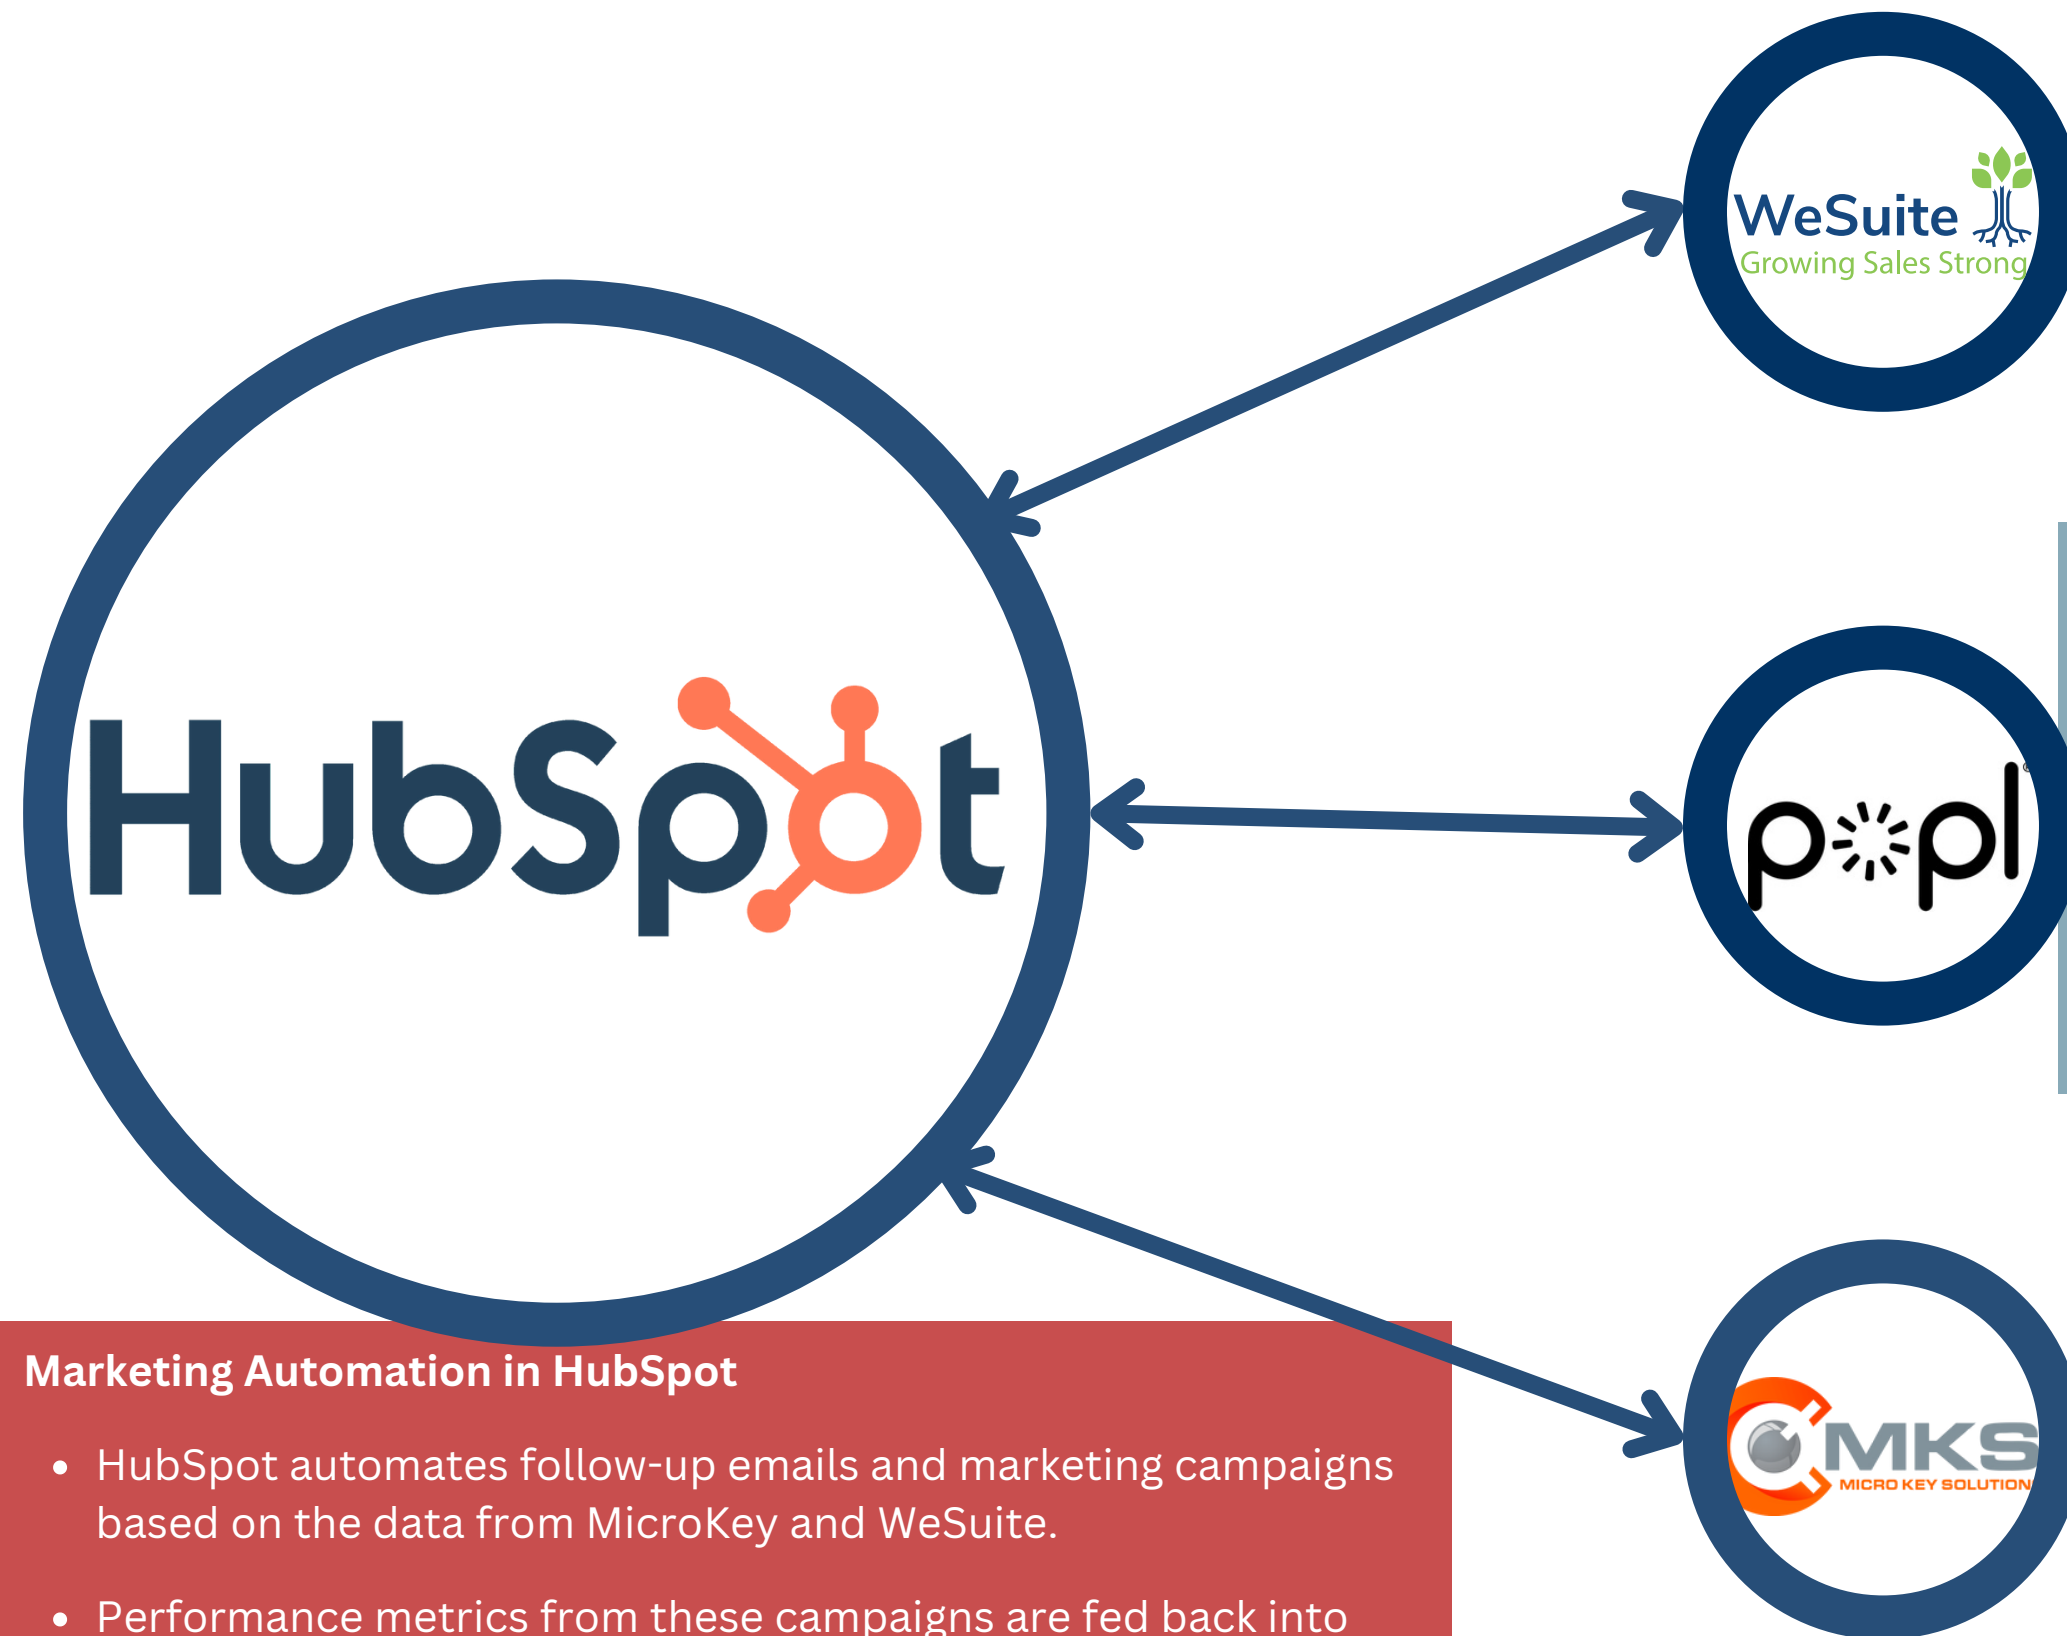 WeSuite
Growing Sales Strong
HubSpot
popl
MKS
MICRO KEY SOLUTION
Marketing Automation in HubSpot
• HubSpot automates follow-up emails and marketing campaigns
based on the data from MicroKey and WeSuite.
• Performance metrics from these campaigns are fed back into